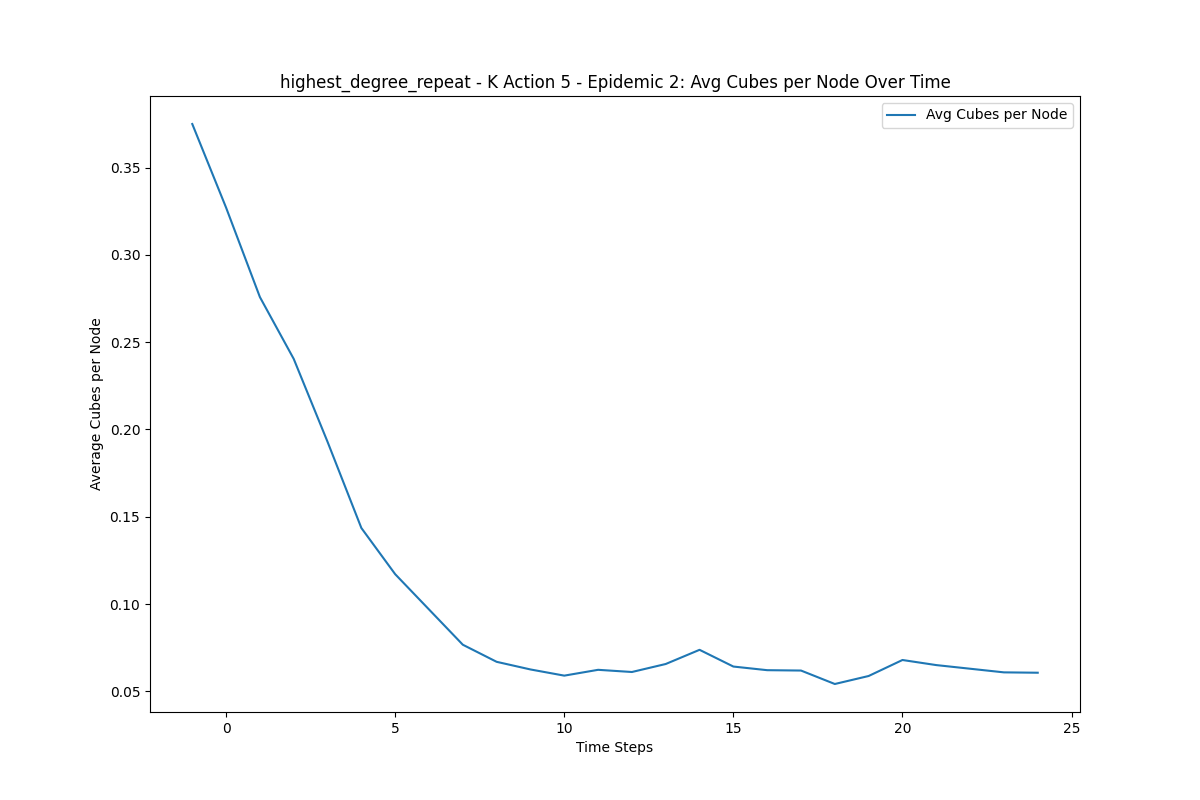 highest_degree_repeat - K Action 5 - Epidemic 2: Avg Cubes per Node Over Time
Avg Cubes per Node
Average Cubes per Node
0.35
0.30
0.25
0.20
0.15
0.10
0.05
0 5 10 15 20 25
Time Steps